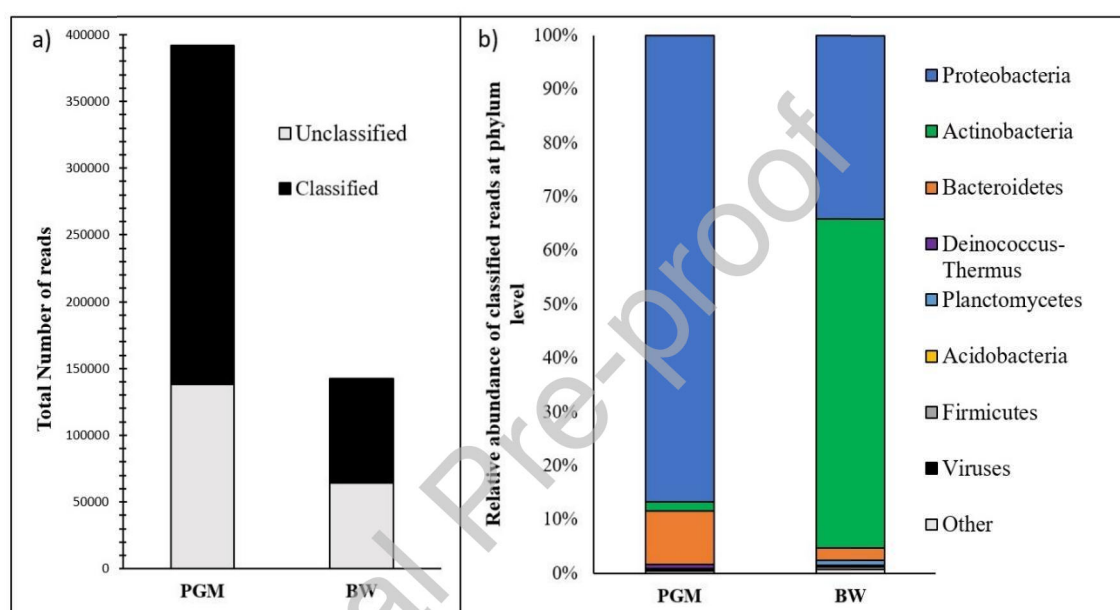 a)
400000
350000
300000
250000
200000
150000
100000
50000
0
Total Number of reads
Unclassified
Classified
PGM
BW
b)
100%
90%
80%
70%
60%
50%
40%
30%
20%
10%
0%
Relative abundance of classified reads at phylum
level
PGM
BW
Proteobacteria
Actinobacteria
Bacteroidetes
Deinococcus-
Thermus
Planctomycetes
Acidobacteria
Firmicutes
Viruses
Other
al Pre-proof